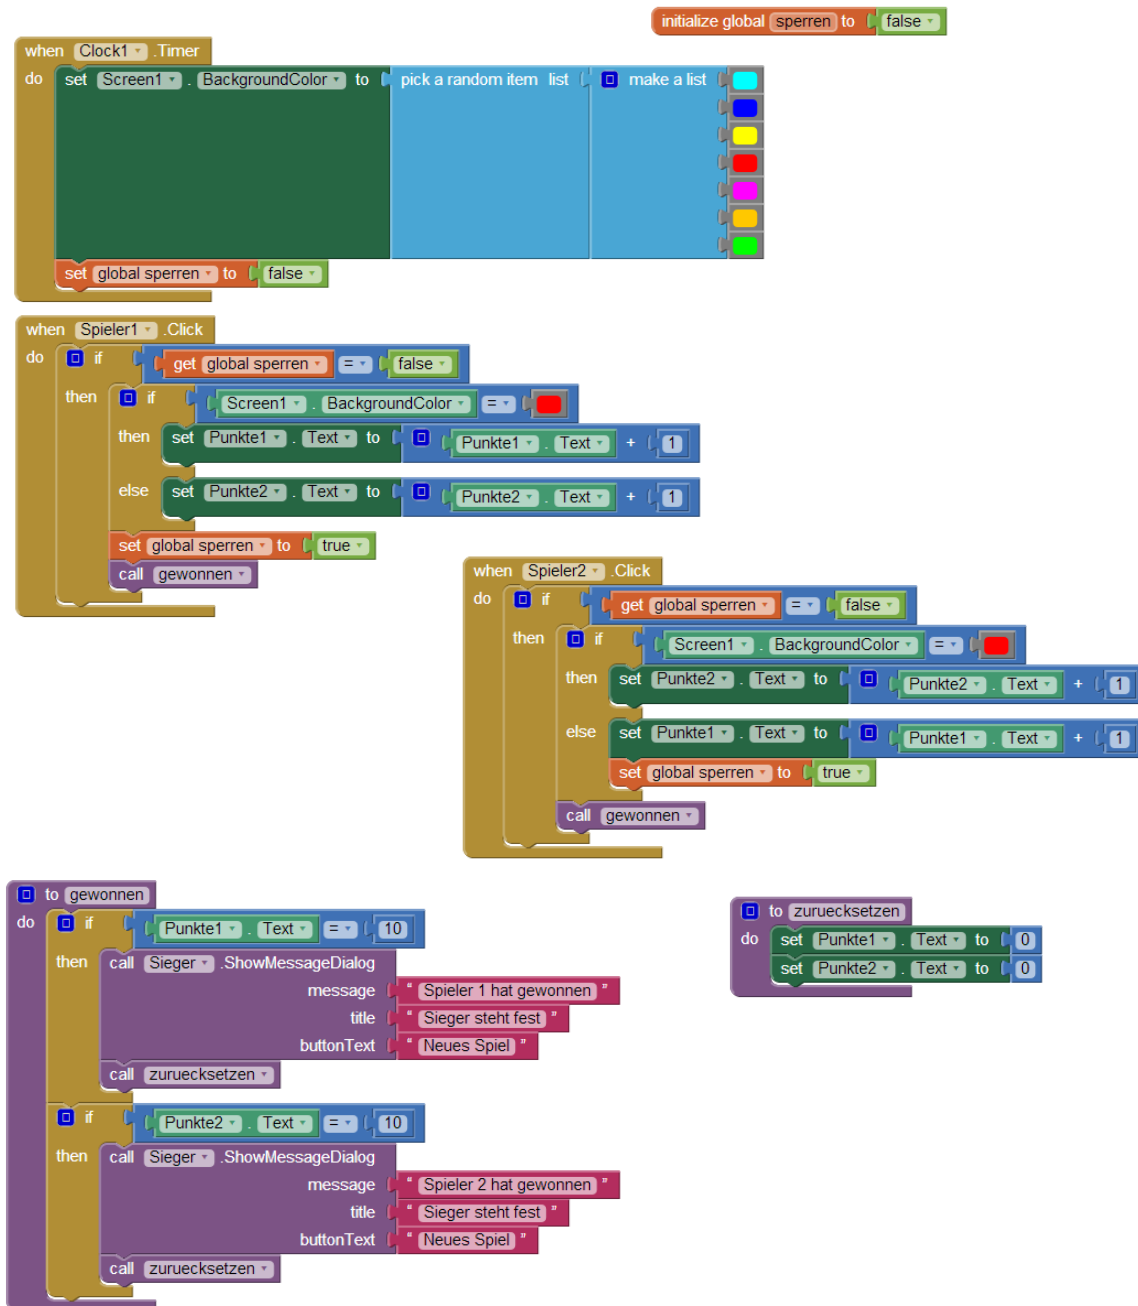 initialize global sperren to false
when Clock1 .Timer
do set Screen1 . BackgroundColor to pick a random item list make a list
set global sperren to false
when Spieler1 .Click
do if get global sperren = false
then if Screen1 . BackgroundColor =
then set Punkte1 . Text to Punkte1 . Text + 1
else set Punkte2 . Text to Punkte2 . Text + 1
set global sperren to true
call gewonnen
when Spieler2 .Click
do if get global sperren = false
then if Screen1 . BackgroundColor =
then set Punkte2 . Text to Punkte2 . Text + 1
else set Punkte1 . Text to Punkte1 . Text + 1
set global sperren to true
call gewonnen
to gewonnen
do if Punkte1 . Text = 10
then call Sieger .ShowMessageDialog
message " Spieler 1 hat gewonnen "
title " Sieger steht fest "
buttonText " Neues Spiel "
call zuruecksetzen
if Punkte2 . Text = 10
then call Sieger .ShowMessageDialog
message " Spieler 2 hat gewonnen "
title " Sieger steht fest "
buttonText " Neues Spiel "
call zuruecksetzen
to zuruecksetzen
do set Punkte1 . Text to 0
set Punkte2 . Text to 0